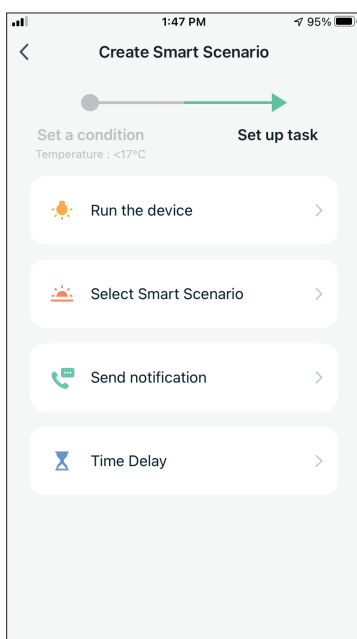 1:47 PM
95%
Create Smart Scenario
Set a condition
Set up task
Temperature : <17°C
Run the device
Select Smart Scenario
Send notification
Time Delay